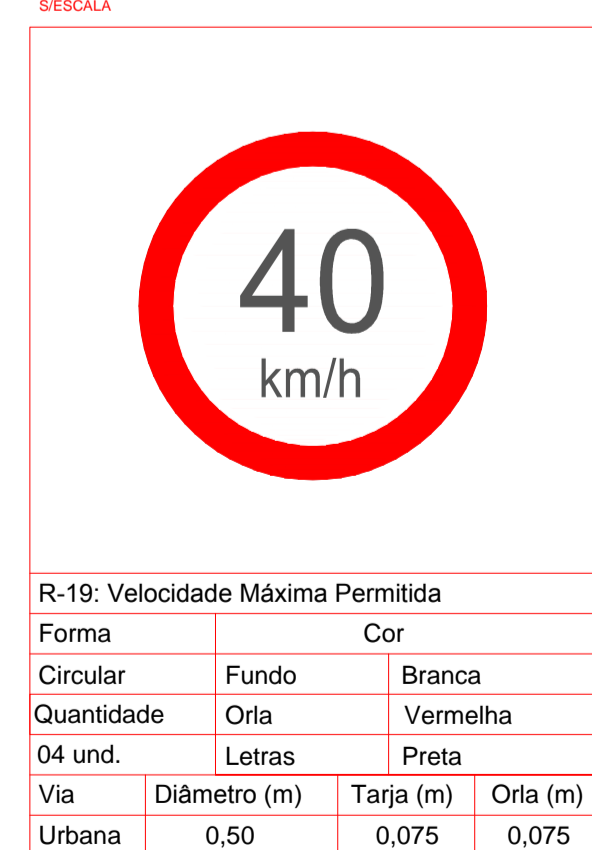 S/ESCALA
40
km/h
R-19: Velocidade Máxima Permitida
Forma Cor
Circular Fundo Branca
Quantidade Orla Vermelha
04 und. Letras Preta
Via Diâmetro (m) Tarja (m) Orla (m)
Urbana 0,50 0,075 0,075